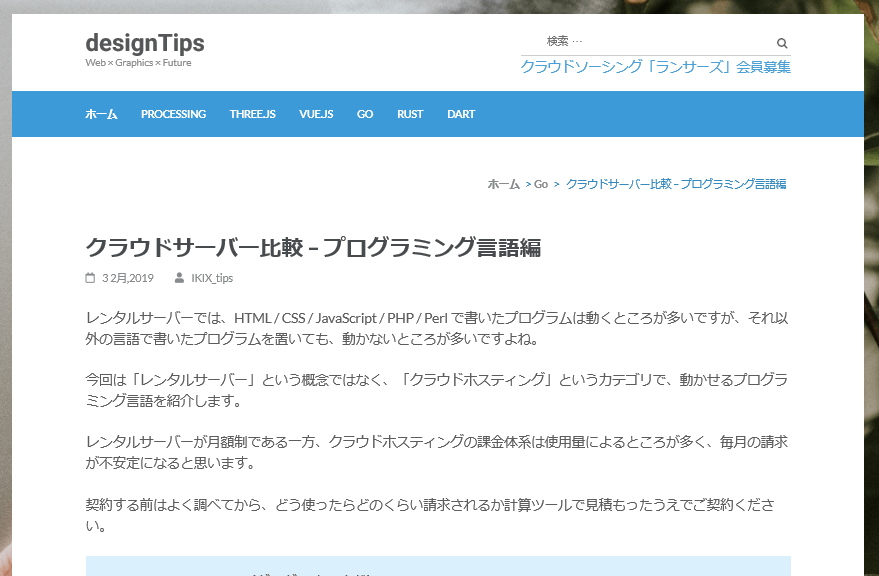 designTips
Web × Graphics × Future
検索 …
クラウドソーシング「ランサーズ」会員募集
ホーム PROCESSING THREE.JS VUE.JS GO RUST DART
ホーム > Go > クラウドサーバー比較 – プログラミング言語編
クラウドサーバー比較 – プログラミング言語編
3 2月,2019 IKIX_tips
レンタルサーバーでは、HTML / CSS / JavaScript / PHP / Perl で書いたプログラムは動くところが多いですが、それ以
外の言語で書いたプログラムを置いても、動かないところが多いですよね。
今回は「レンタルサーバー」という概念ではなく、「クラウドホスティング」というカテゴリで、動かせるプログラ
ミング言語を紹介します。
レンタルサーバーが月額制である一方、クラウドホスティングの課金体系は使用量によるところが多く、毎月の請求
が不安定になると思います。
契約する前はよく調べてから、どう使ったらどのくらい請求されるか計算ツールで見積もったうえでご契約くださ
い。